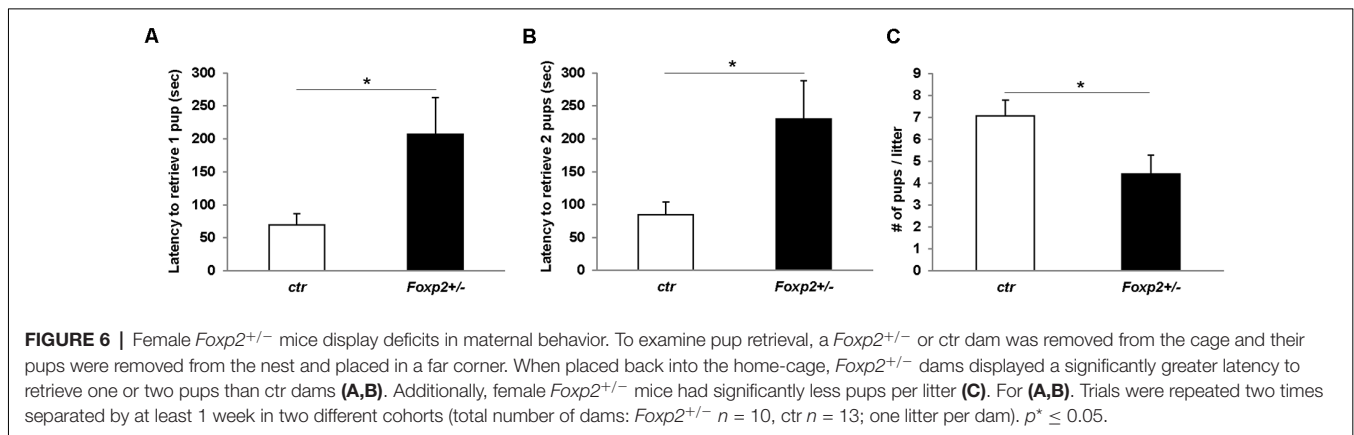 A
B
C
Latency to retrieve 1 pup (sec)
300
250
200
150
100
50
0
*
ctr
Foxp2+/-
Latency to retrieve 2 pups (sec)
300
250
200
150
100
50
0
*
ctr
Foxp2+/-
# of pups / litter
9
8
7
6
5
4
3
2
1
0
*
ctr
Foxp2+/-
FIGURE 6 | Female Foxp2+/− mice display deficits in maternal behavior. To examine pup retrieval, a Foxp2+/− or ctr dam was removed from the cage and their
pups were removed from the nest and placed in a far corner. When placed back into the home-cage, Foxp2+/− dams displayed a significantly greater latency to
retrieve one or two pups than ctr dams (A,B). Additionally, female Foxp2+/− mice had significantly less pups per litter (C). For (A,B). Trials were repeated two times
separated by at least 1 week in two different cohorts (total number of dams: Foxp2+/− n = 10, ctr n = 13; one litter per dam). p* ≤ 0.05.